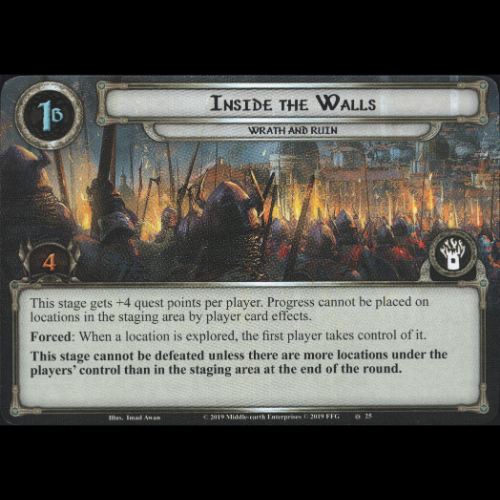 1B
INSIDE THE WALLS
WRATH AND RUIN
4
This stage gets +4 quest points per player. Progress cannot be placed on
locations in the staging area by player card effects.
Forced: When a location is explored, the first player takes control of it.
This stage cannot be defeated unless there are more locations under the
players' control than in the staging area at the end of the round.
Illus. Imad Awan © 2019 Middle-earth Enterprises © 2019 FFG 25